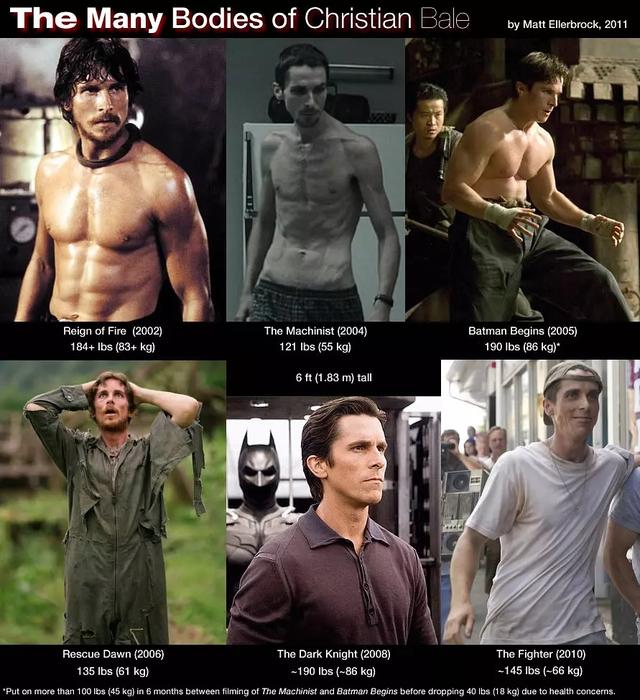 The Many Bodies of Christian Bale
by Matt Ellerbrock, 2011
Reign of Fire (2002)
184+ lbs (83+ kg)
The Machinist (2004)
121 lbs (55 kg)
Batman Begins (2005)
190 lbs (86 kg)*
6 ft (1.83 m) tall
Rescue Dawn (2006)
135 lbs (61 kg)
The Dark Knight (2008)
~190 lbs (~86 kg)
The Fighter (2010)
~145 lbs (~66 kg)
*Put on more than 100 lbs (45 kg) in 6 months between filming of The Machinist and Batman Begins before dropping 40 lbs (18 kg) due to health concerns.